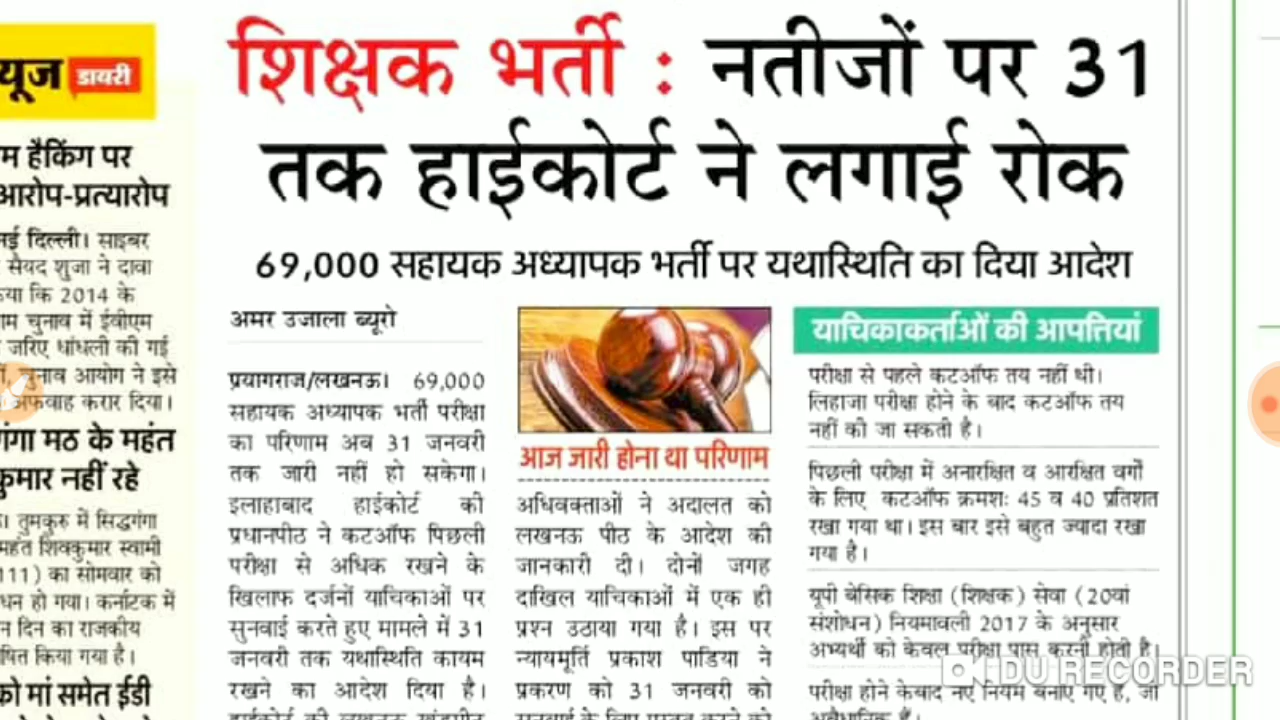 डायरी
हैकिंग पर
आरोप-प्रत्यारोप
नई दिल्ली। साइबर
सैयद शुजा ने दावा
कि 2014 के
चुनाव में ईवीएम
जरिए धांधली की गई
चुनाव आयोग ने इसे
अफवाह करार दिया।
मठ के महंत
नहीं रहे
तुमकुरु में सिद्धगंगा
शिवकुमार स्वामी
का सोमवार को
हो गया। कर्नाटक में
दिन का राजकीय
किया गया है।
को मां समेत ईडी
शिक्षक भर्ती : नतीजों पर 31
तक हाईकोर्ट ने लगाई रोक
69,000 सहायक अध्यापक भर्ती पर यथास्थिति का दिया आदेश
अमर उजाला ब्यूरो
प्रयागराज/लखनऊ। 69,000
सहायक अध्यापक भर्ती परीक्षा
का परिणाम अब 31 जनवरी
तक जारी नहीं हो सकेगा।
इलाहाबाद हाईकोर्ट की
प्रधानपीठ ने कटऑफ पिछली
परीक्षा से अधिक रखने के
खिलाफ दर्जनों याचिकाओं पर
सुनवाई करते हुए मामले में 31
जनवरी तक यथास्थिति कायम
रखने का आदेश दिया है।
आज जारी होना था परिणाम
अधिवक्ताओं ने अदालत को
लखनऊ पीठ के आदेश की
जानकारी दी। दोनों जगह
दाखिल याचिकाओं में एक ही
प्रश्न उठाया गया है। इस पर
न्यायमूर्ति प्रकाश पाडिया ने
प्रकरण को 31 जनवरी को
याचिकाकर्ताओं की आपत्तियां
परीक्षा से पहले कटऑफ तय नहीं थी।
लिहाजा परीक्षा होने के बाद कटऑफ तय
नहीं की जा सकती है।
पिछली परीक्षा में अनारक्षित व आरक्षित वर्गों
के लिए कटऑफ क्रमशः 45 व 40 प्रतिशत
रखा गया था। इस बार इसे बहुत ज्यादा रखा
गया है।
यूपी बेसिक शिक्षा (शिक्षक) सेवा (20वां
संशोधन) नियमावली 2017 के अनुसार
अभ्यर्थी को केवल परीक्षा पास करनी होती है।
परीक्षा होने केबाद नए नियम बनाए गए हैं, जो
DU RECORDER